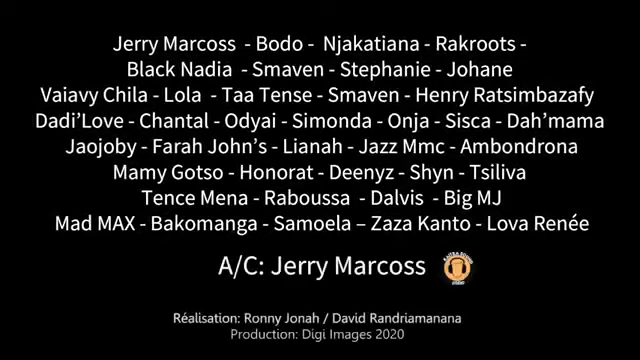 Jerry Marcoss - Bodo - Njakatiana - Rakroots -
Black Nadia - Smaven - Stephanie - Johane
Vaiavy Chila - Lola - Taa Tense - Smaven - Henry Ratsimbazafy
Dadi’Love - Chantal - Odyai - Simonda - Onja - Sisca - Dah’mama
Jaojoby - Farah John’s - Lianah - Jazz Mmc - Ambondrona
Mamy Gotso - Honorat - Deenyz - Shyn - Tsiliva
Tence Mena - Raboussa - Dalvis - Big MJ
Mad MAX - Bakomanga - Samoela – Zaza Kanto - Lova Renée
A/C: Jerry Marcoss
Réalisation: Ronny Jonah / David Randriamanana
Production: Digi Images 2020